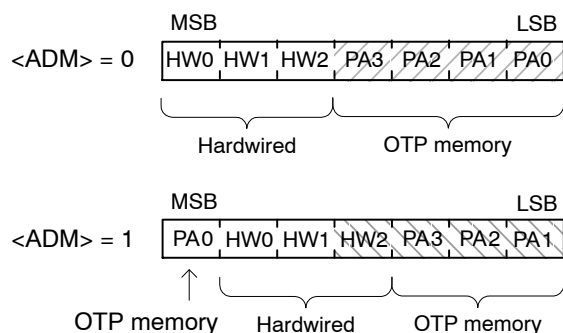 MSB LSB
<ADM> = 0 HW0 HW1 HW2 PA3 PA2 PA1 PA0
Hardwired OTP memory
MSB LSB
<ADM> = 1 PA0 HW0 HW1 HW2 PA3 PA2 PA1
OTP memory Hardwired OTP memory